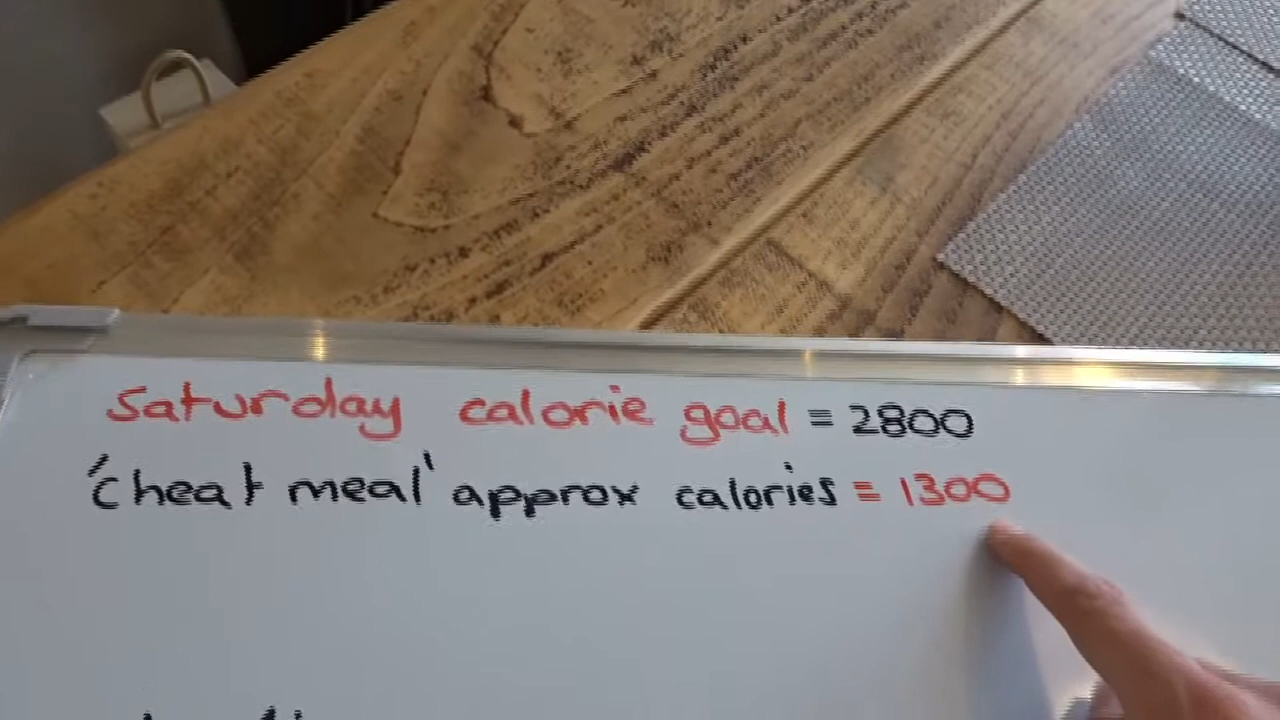 Saturday calorie goal = 2800
'cheat meal' approx calories = 1300